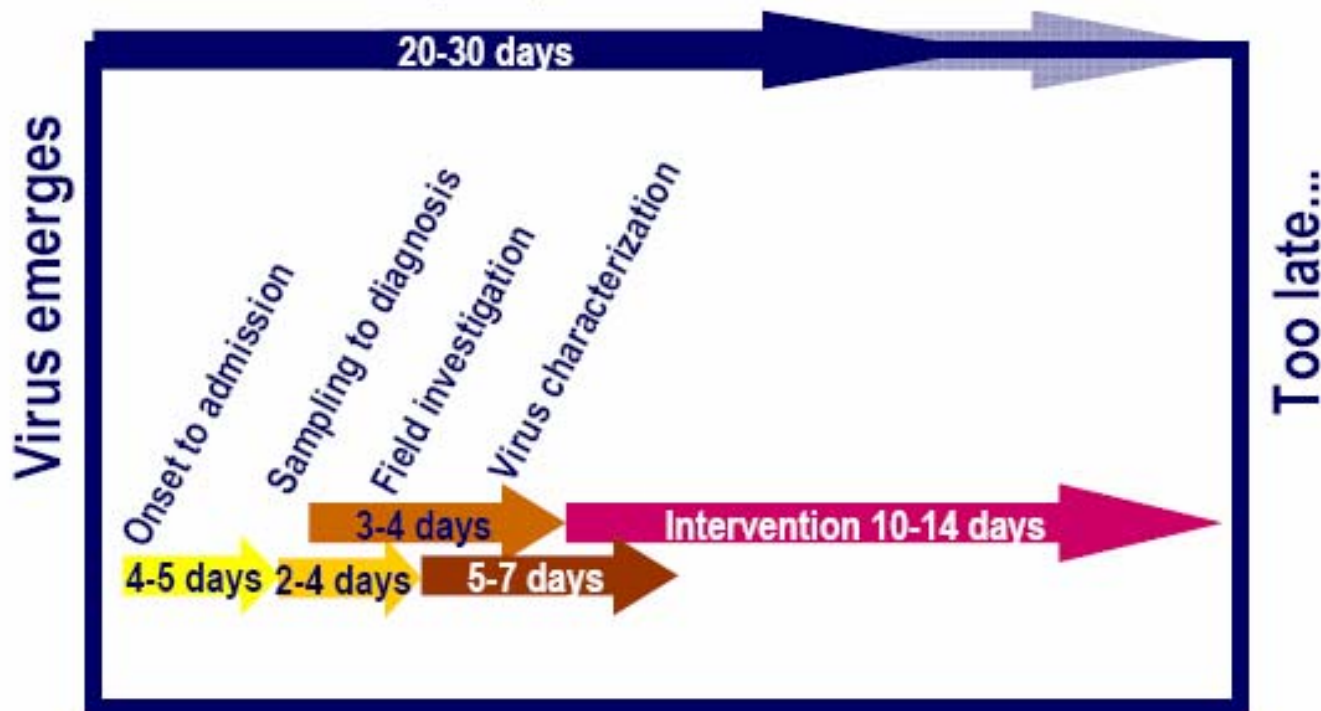 20-30 days
Virus emerges
Onset to admission
Sampling to diagnosis
Field investigation
Virus characterization
Too late...
3-4 days
Intervention 10-14 days
4-5 days
2-4 days
5-7 days